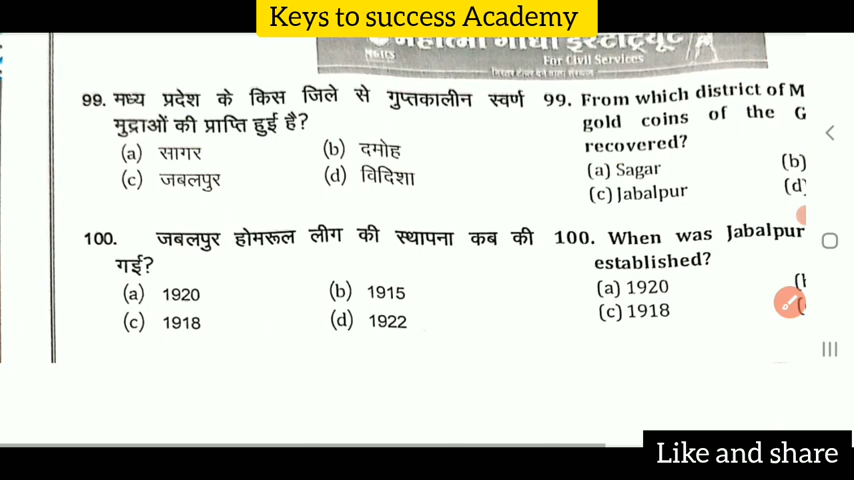 Keys to success Academy
महात्मा गांधी इंस्टीट्यूट
MGICS
For Civil Services
99. मध्य प्रदेश के किस जिले से गुप्तकालीन स्वर्ण
मुद्राओं की प्राप्ति हुई है?
(a) सागर (b) दमोह
(c) जबलपुर (d) विदिशा
100. जबलपुर होमरूल लीग की स्थापना कब की
गई?
(a) 1920 (b) 1915
(c) 1918 (d) 1922
99. From which district of M
gold coins of the G
recovered?
(a) Sagar (b)
(c) Jabalpur (d)
100. When was Jabalpur
established?
(a) 1920
(c) 1918
Like and share